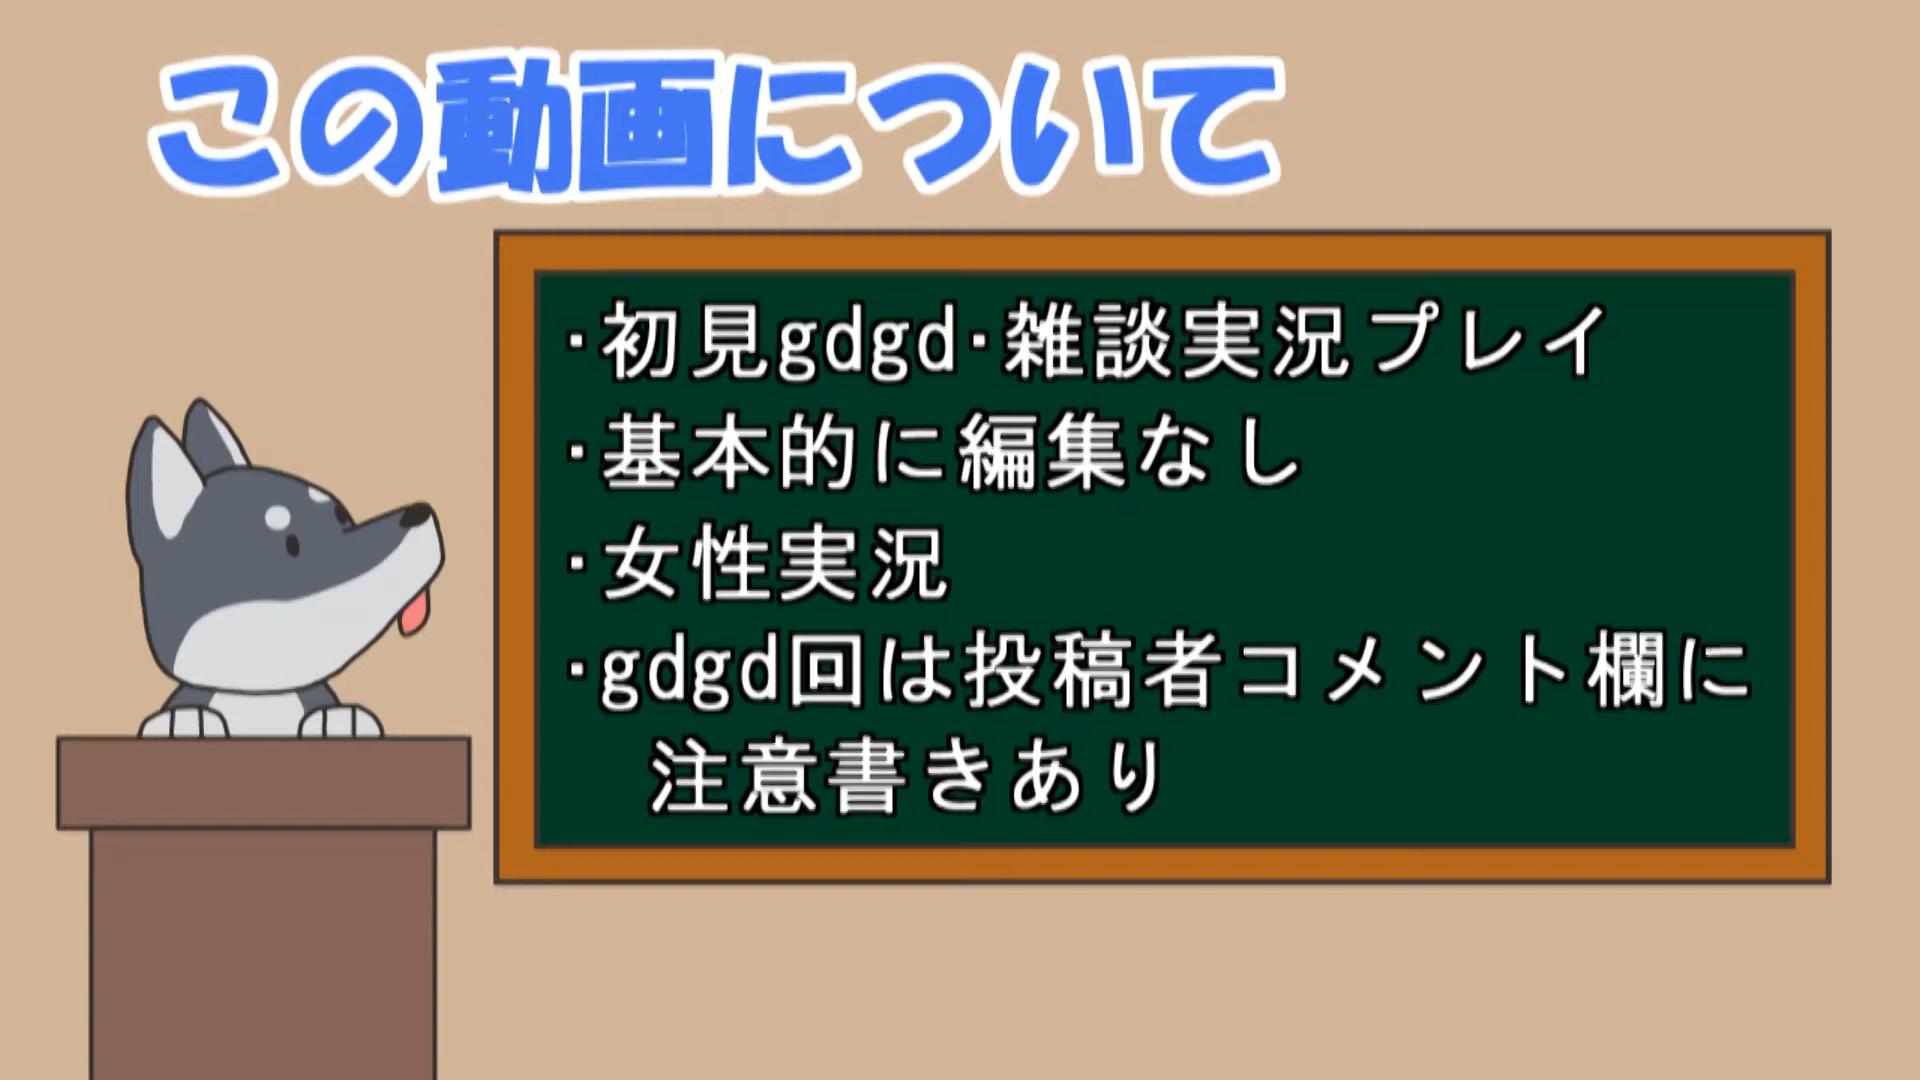 この動画について
・初見gdgd・雑談実況プレイ
・基本的に編集なし
・女性実況
・gdgd回は投稿者コメント欄に
注意書きあり